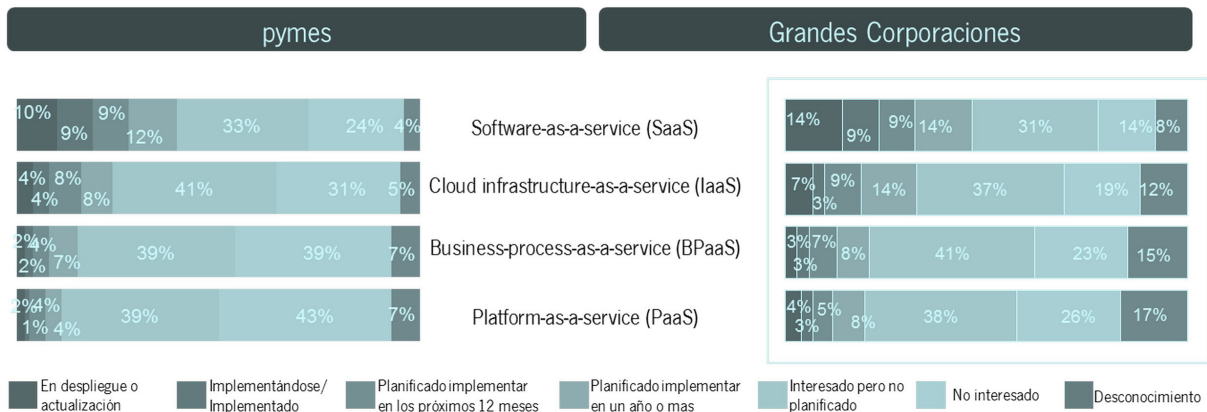 pymes
Grandes Corporaciones
10% 9% 9% 12% 33% 24% 4%
Software-as-a-service (SaaS)
14% 9% 9% 14% 31% 14% 8%
4% 4% 8% 8% 41% 31% 5%
Cloud infrastructure-as-a-service (IaaS)
7% 3% 9% 14% 37% 19% 12%
2% 2% 4% 7% 39% 39% 7%
Business-process-as-a-service (BPaaS)
3% 3% 7% 8% 41% 23% 15%
2% 1% 4% 4% 39% 43% 7%
Platform-as-a-service (PaaS)
4% 3% 5% 8% 38% 26% 17%
En despliegue o
actualización
Implementándose/
Implementado
Planificado implementar
en los próximos 12 meses
Planificado implementar
en un año o mas
Interesado pero no
planificado
No interesado
Desconocimiento